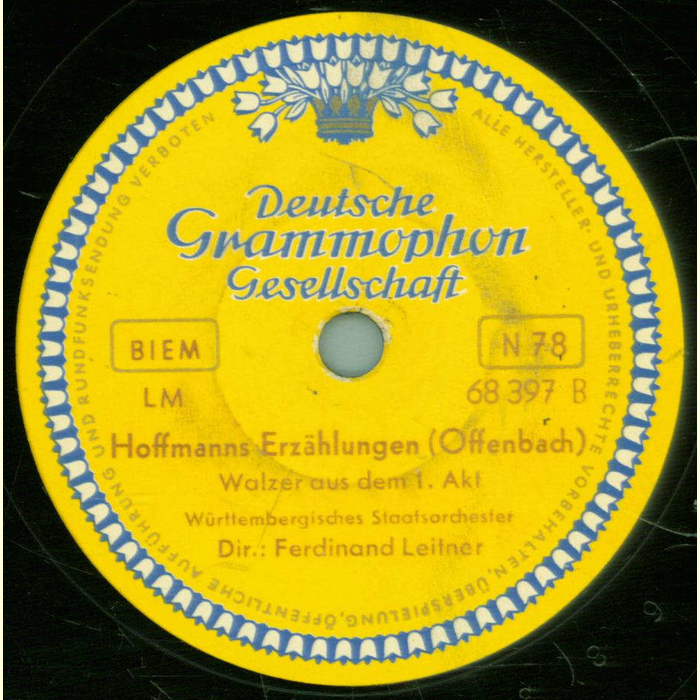 Deutsche
Grammophon
Gesellschaft
BIEM
N 78
LM
68 397 B
Hoffmanns Erzählungen (Offenbach)
Walzer aus dem 1. Akt
Württembergisches Staatsorchester
Dir.: Ferdinand Leitner
ALLE HERSTELLER- UND URHEBERRECHTE VORBEHALTEN, ÜBERSPIELUNG, ÖFFENTLICHE AUFFÜHRUNG UND RUNDFUNKSENDUNG VERBOTEN